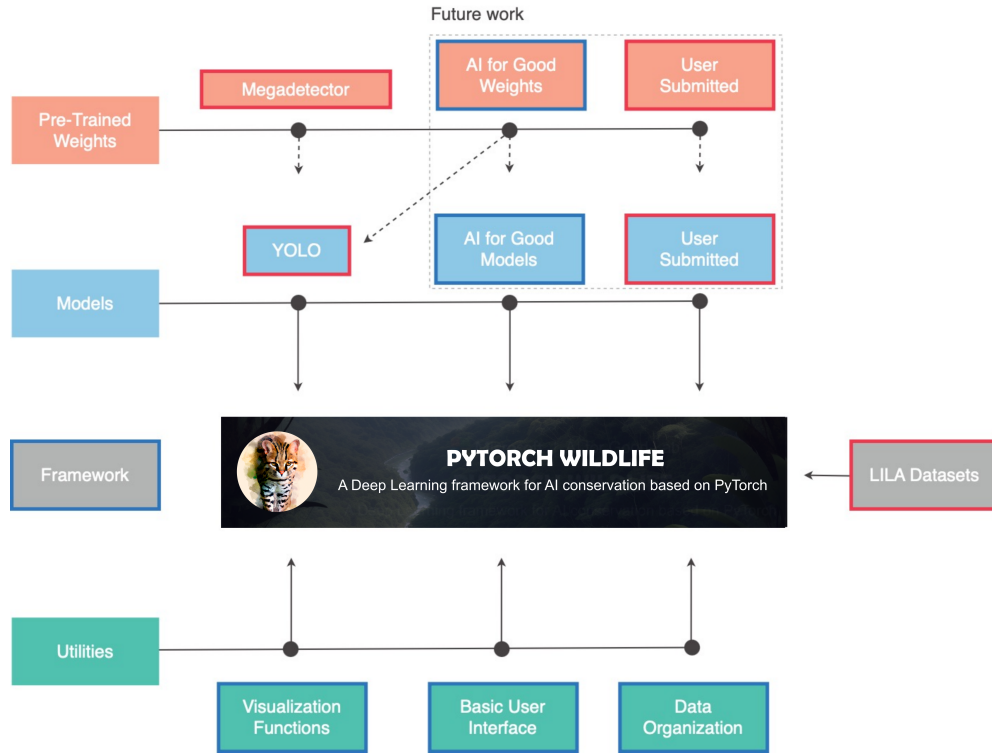 Future work
Megadetector
AI for Good
Weights
User
Submitted
Pre-Trained
Weights
YOLO
AI for Good
Models
User
Submitted
Models
Framework
PYTORCH WILDLIFE
A Deep Learning framework for AI conservation based on PyTorch
LILA Datasets
Utilities
Visualization
Functions
Basic User
Interface
Data
Organization